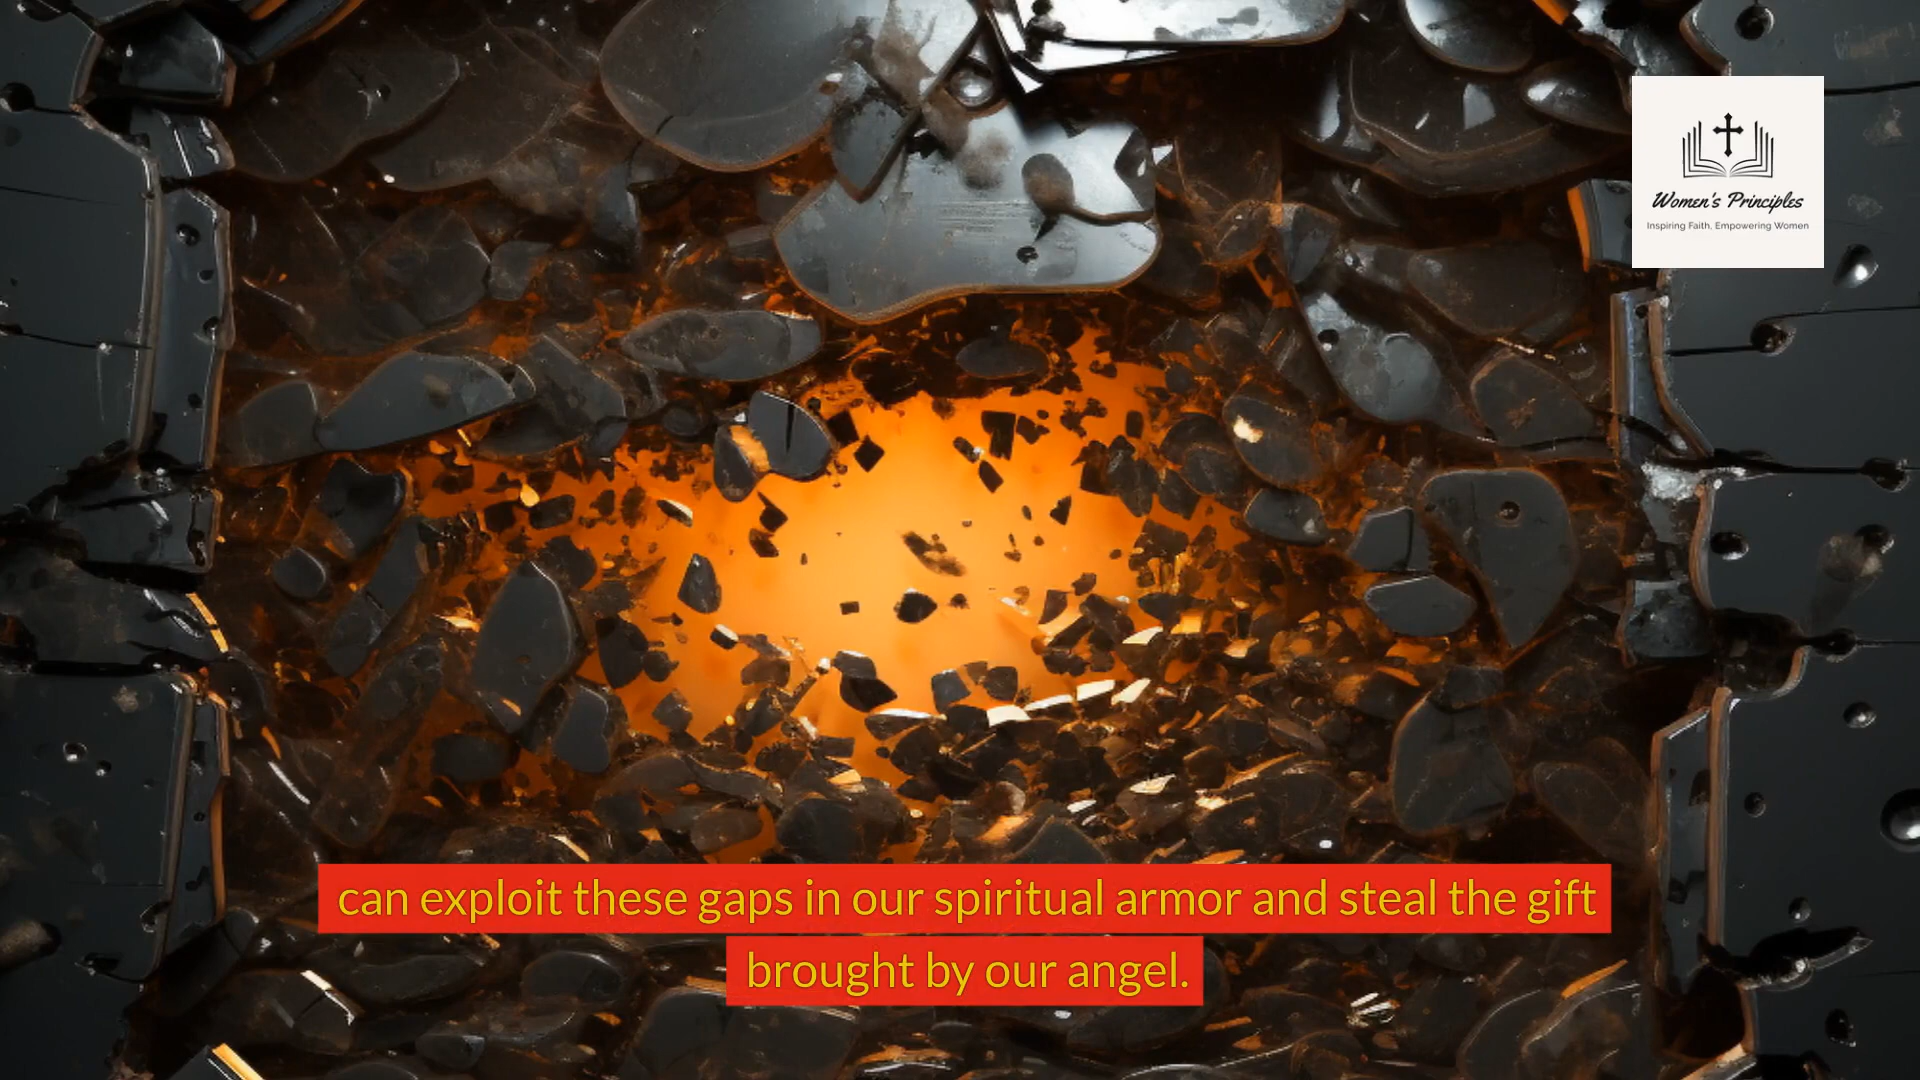 Women's Principles
Inspiring Faith, Empowering Women
can exploit these gaps in our spiritual armor and steal the gift
brought by our angel.